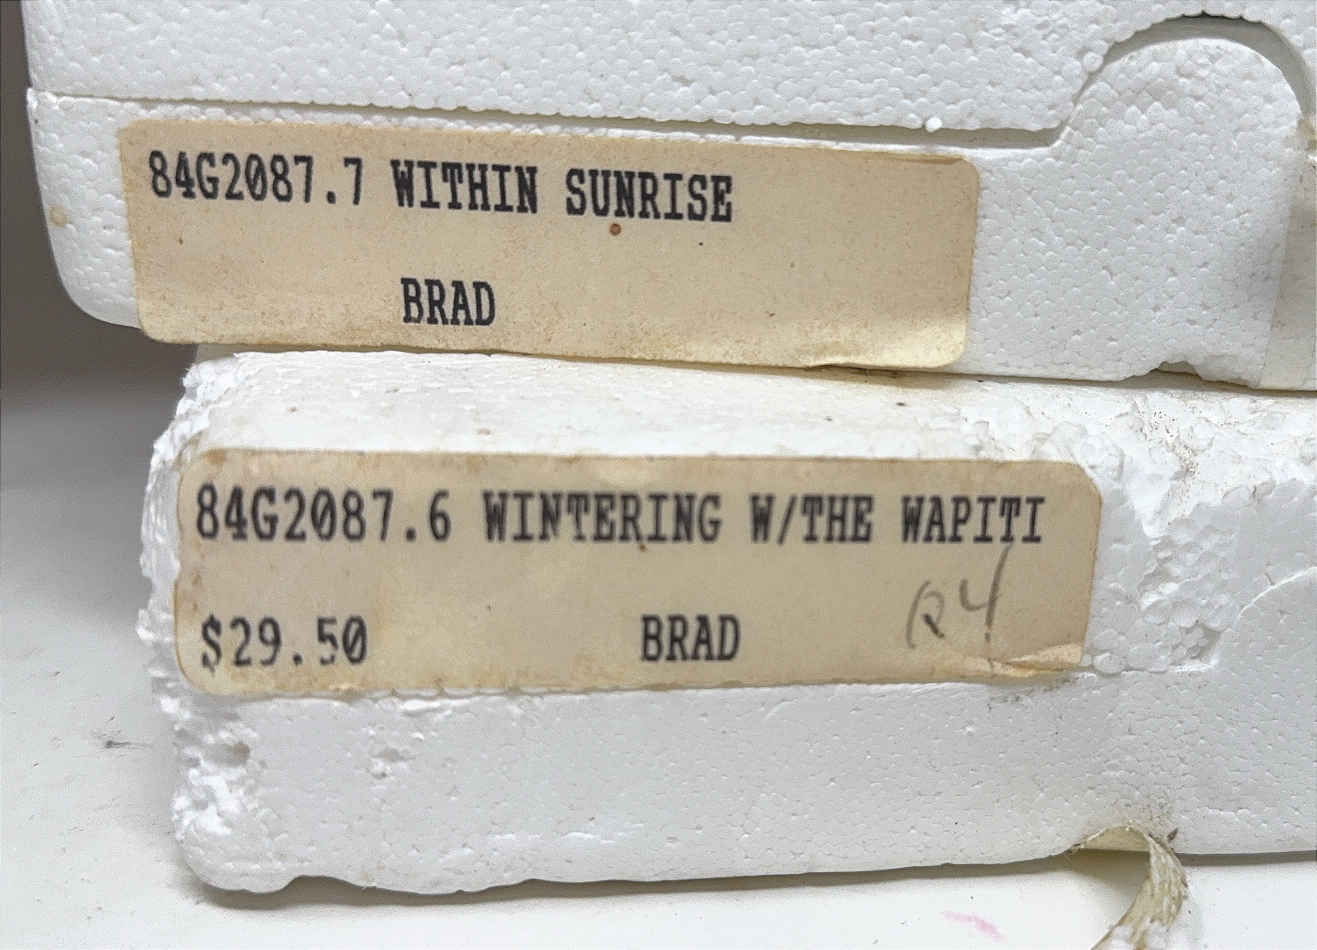 84G2087.7 WITHIN SUNRISE
BRAD
84G2087.6 WINTERING W/THE WAPITI
$29.50 BRAD R4